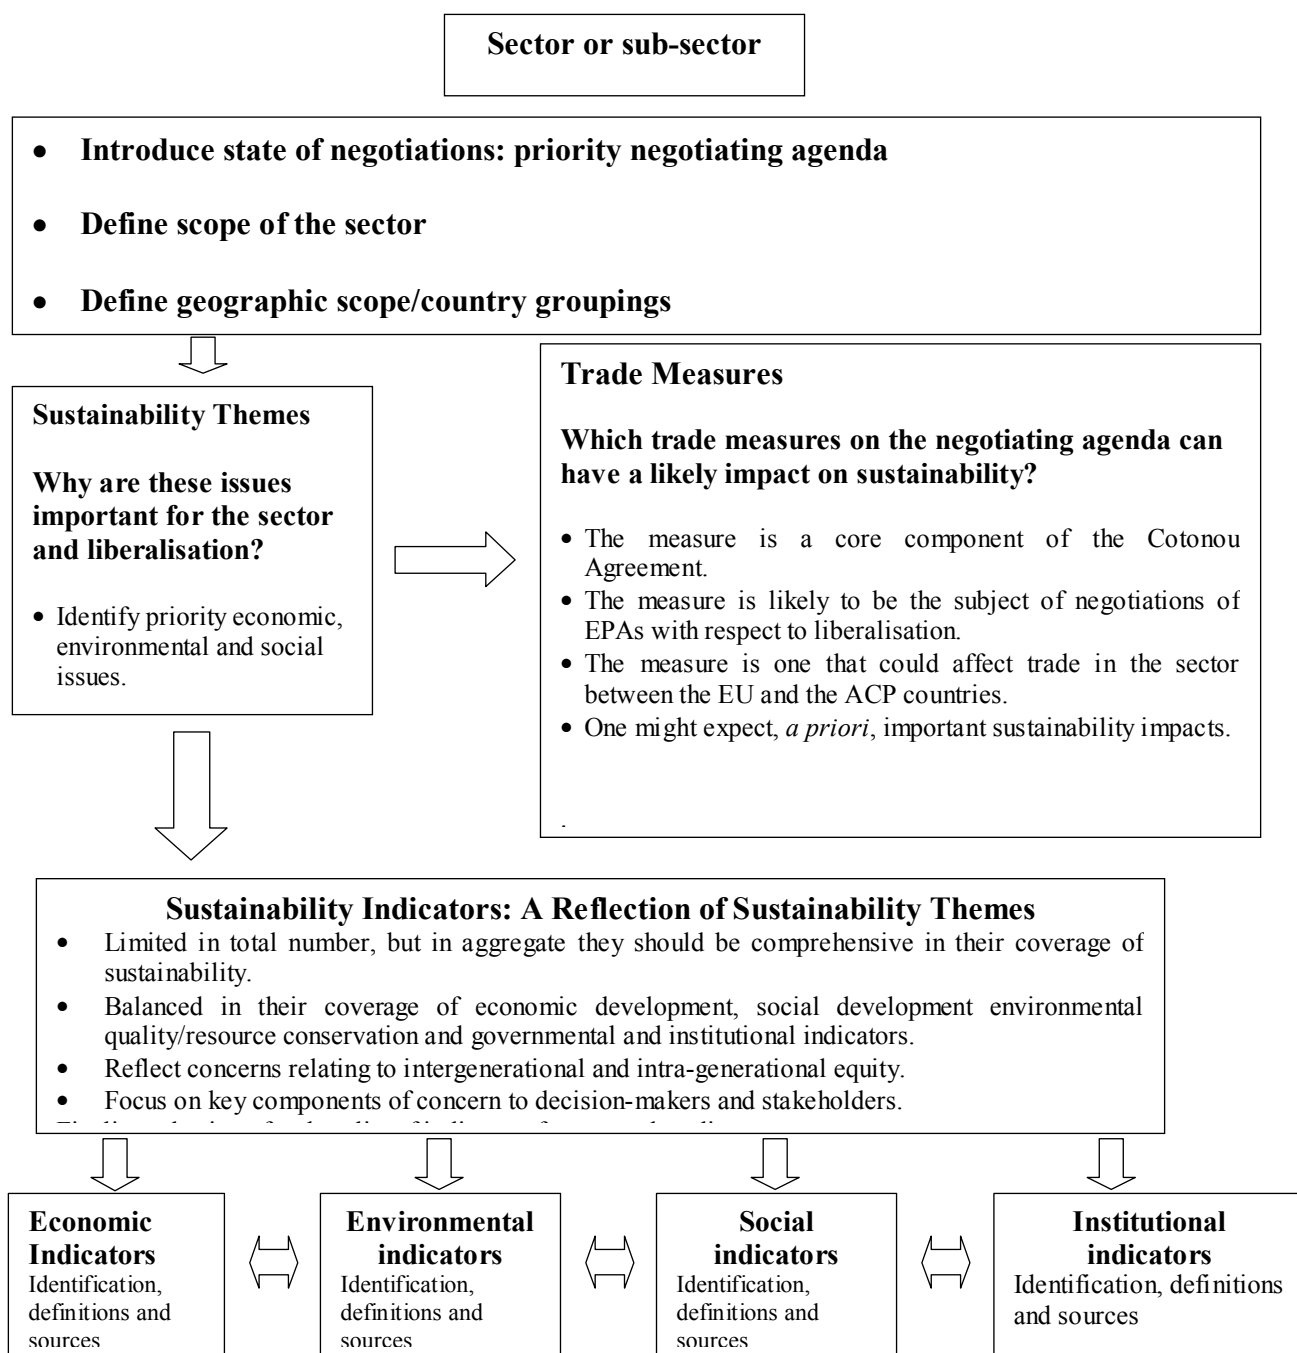 Sector or sub-sector
• Introduce state of negotiations: priority negotiating agenda
• Define scope of the sector
• Define geographic scope/country groupings
Sustainability Themes
Why are these issues
important for the sector
and liberalisation?
• Identify priority economic,
environmental and social
issues.
Trade Measures
Which trade measures on the negotiating agenda can
have a likely impact on sustainability?
• The measure is a core component of the Cotonou
Agreement.
• The measure is likely to be the subject of negotiations of
EPAs with respect to liberalisation.
• The measure is one that could affect trade in the sector
between the EU and the ACP countries.
• One might expect, a priori, important sustainability impacts.
.
Sustainability Indicators: A Reflection of Sustainability Themes
• Limited in total number, but in aggregate they should be comprehensive in their coverage of
sustainability.
• Balanced in their coverage of economic development, social development environmental
quality/resource conservation and governmental and institutional indicators.
• Reflect concerns relating to intergenerational and intra-generational equity.
• Focus on key components of concern to decision-makers and stakeholders.
Economic
Indicators
Identification,
definitions and
sources
Environmental
indicators
Identification,
definitions and
sources
Social
indicators
Identification,
definitions and
sources
Institutional
indicators
Identification, definitions
and sources